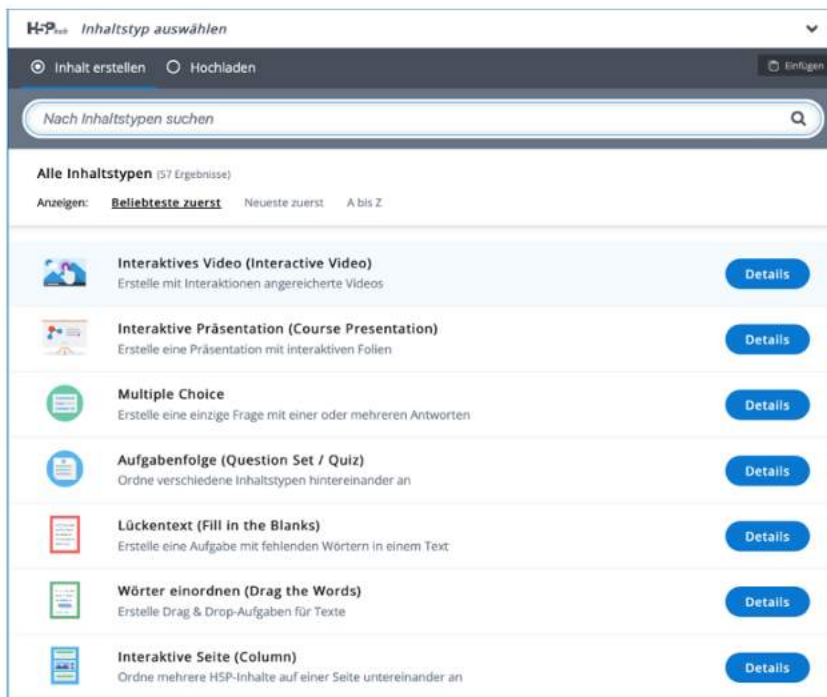 H5P Inhaltstyp auswählen
Inhalt erstellen Hochladen Einfügen
Nach Inhaltstypen suchen
Alle Inhaltstypen (57 Ergebnisse)
Anzeigen: Beliebteste zuerst Neueste zuerst A bis Z
Interaktives Video (Interactive Video)
Erstelle mit Interaktionen angereicherte Videos
Details
Interaktive Präsentation (Course Presentation)
Erstelle eine Präsentation mit interaktiven Folien
Details
Multiple Choice
Erstelle eine einzige Frage mit einer oder mehreren Antworten
Details
Aufgabenfolge (Question Set / Quiz)
Ordne verschiedene Inhaltstypen hintereinander an
Details
Lückentext (Fill in the Blanks)
Erstelle eine Aufgabe mit fehlenden Wörtern in einem Text
Details
Wörter einordnen (Drag the Words)
Erstelle Drag & Drop-Aufgaben für Texte
Details
Interaktive Seite (Column)
Ordne mehrere H5P-Inhalte auf einer Seite untereinander an
Details